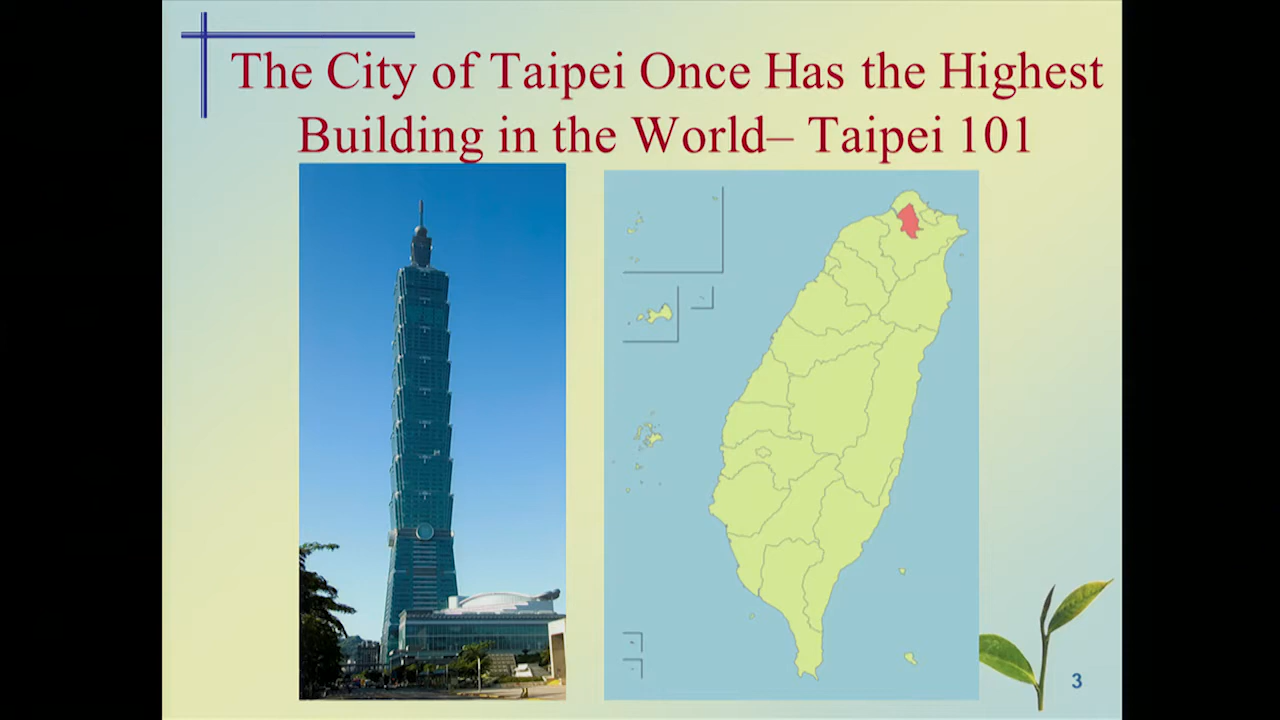 The City of Taipei Once Has the Highest
Building in the World– Taipei 101
3